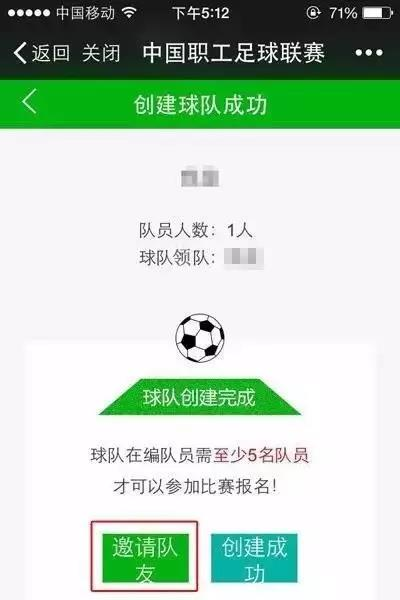 中国移动 下午5:12 71%
返回 关闭 中国职工足球联赛
创建球队成功
队员人数：1人
球队领队：
球队创建完成
球队在编队员需至少5名队员
才可以参加比赛报名！
邀请队
友
创建成
功